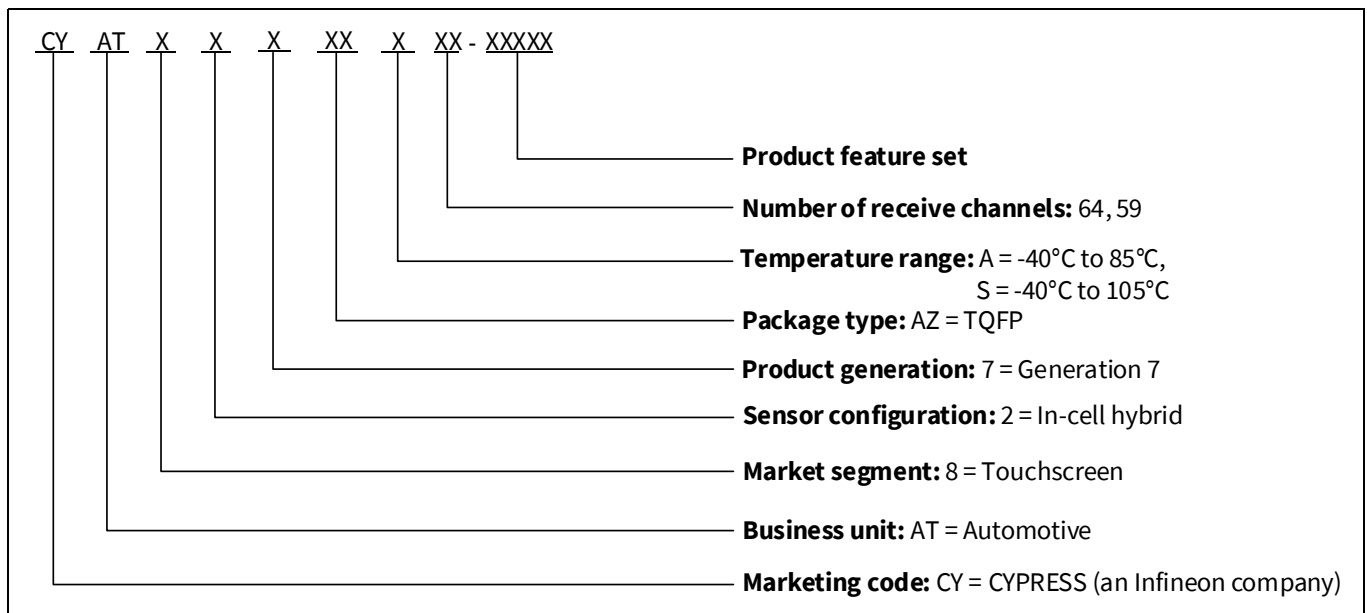 CY AT X X X XX X XX - XXXXX
Product feature set
Number of receive channels: 64, 59
Temperature range: A = -40°C to 85°C,
S = -40°C to 105°C
Package type: AZ = TQFP
Product generation: 7 = Generation 7
Sensor configuration: 2 = In-cell hybrid
Market segment: 8 = Touchscreen
Business unit: AT = Automotive
Marketing code: CY = CYPRESS (an Infineon company)